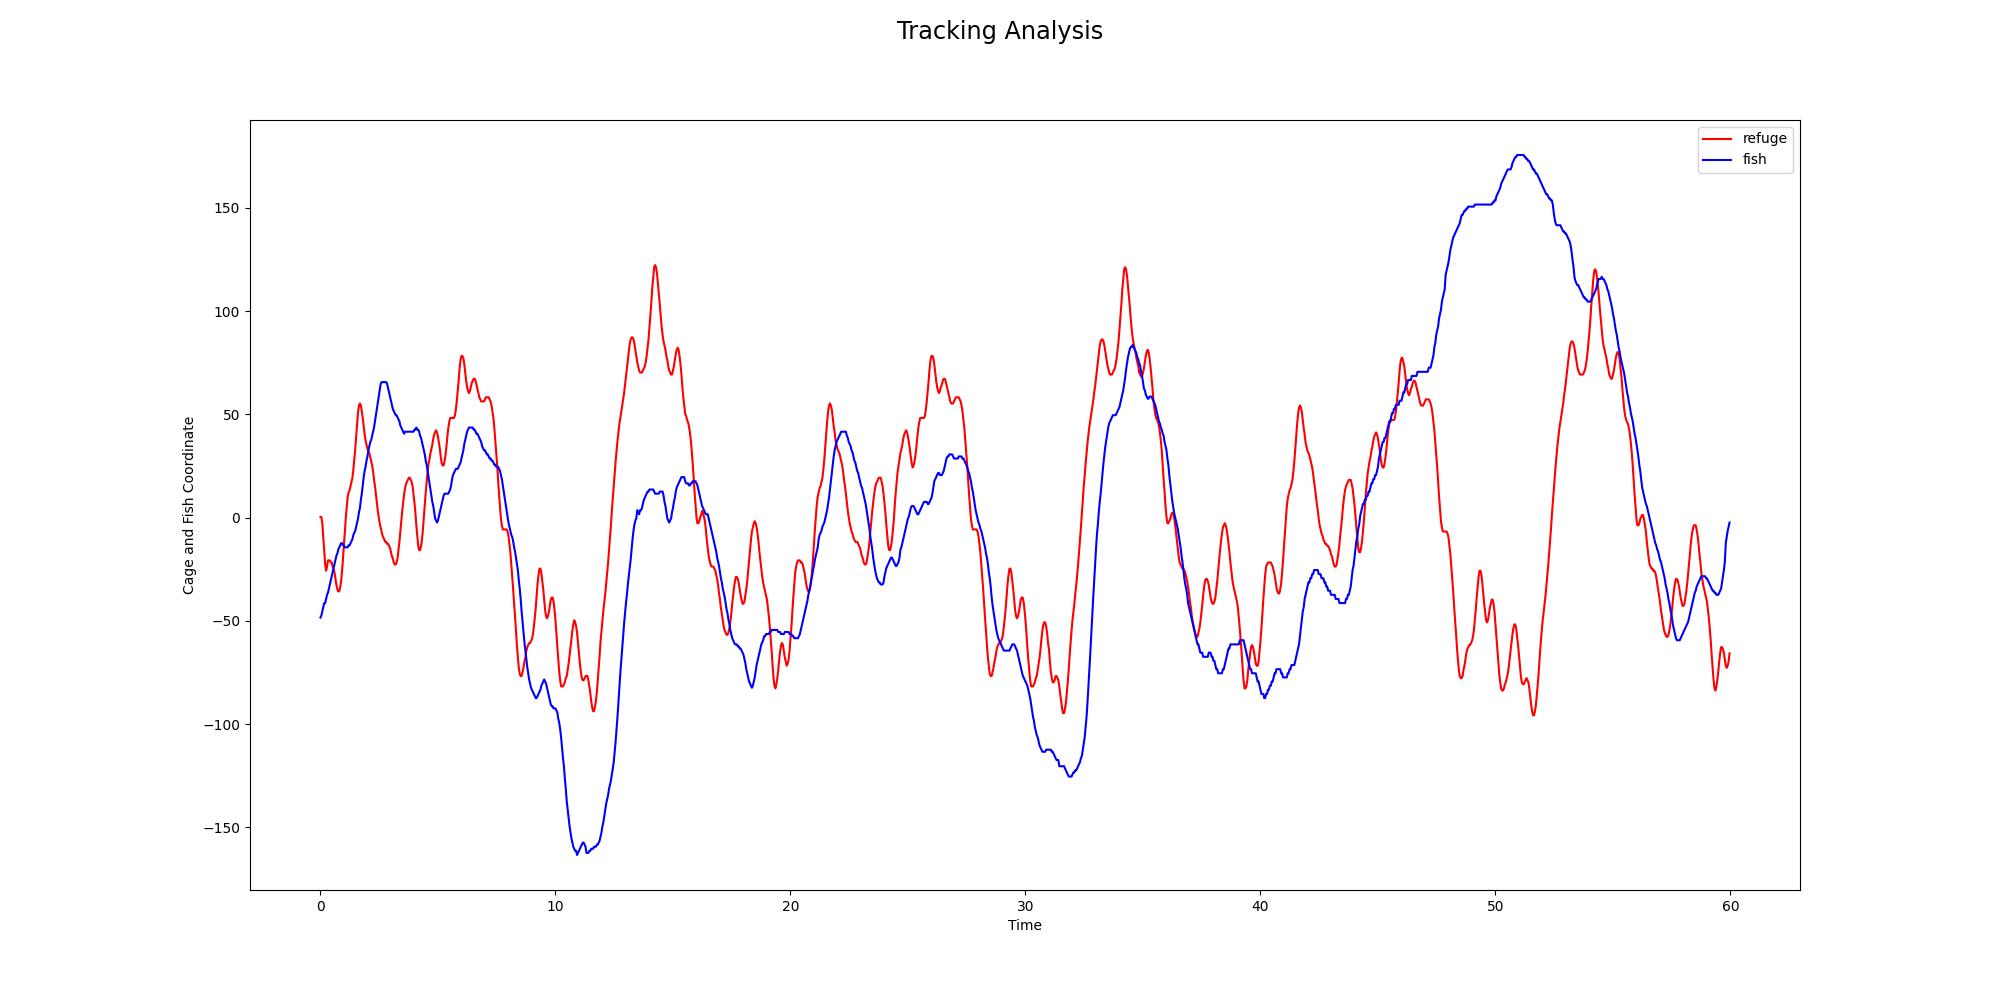 Tracking Analysis
refuge
fish
Cage and Fish Coordinate
150
100
50
0
−50
−100
−150
0 10 20 30 40 50 60
Time